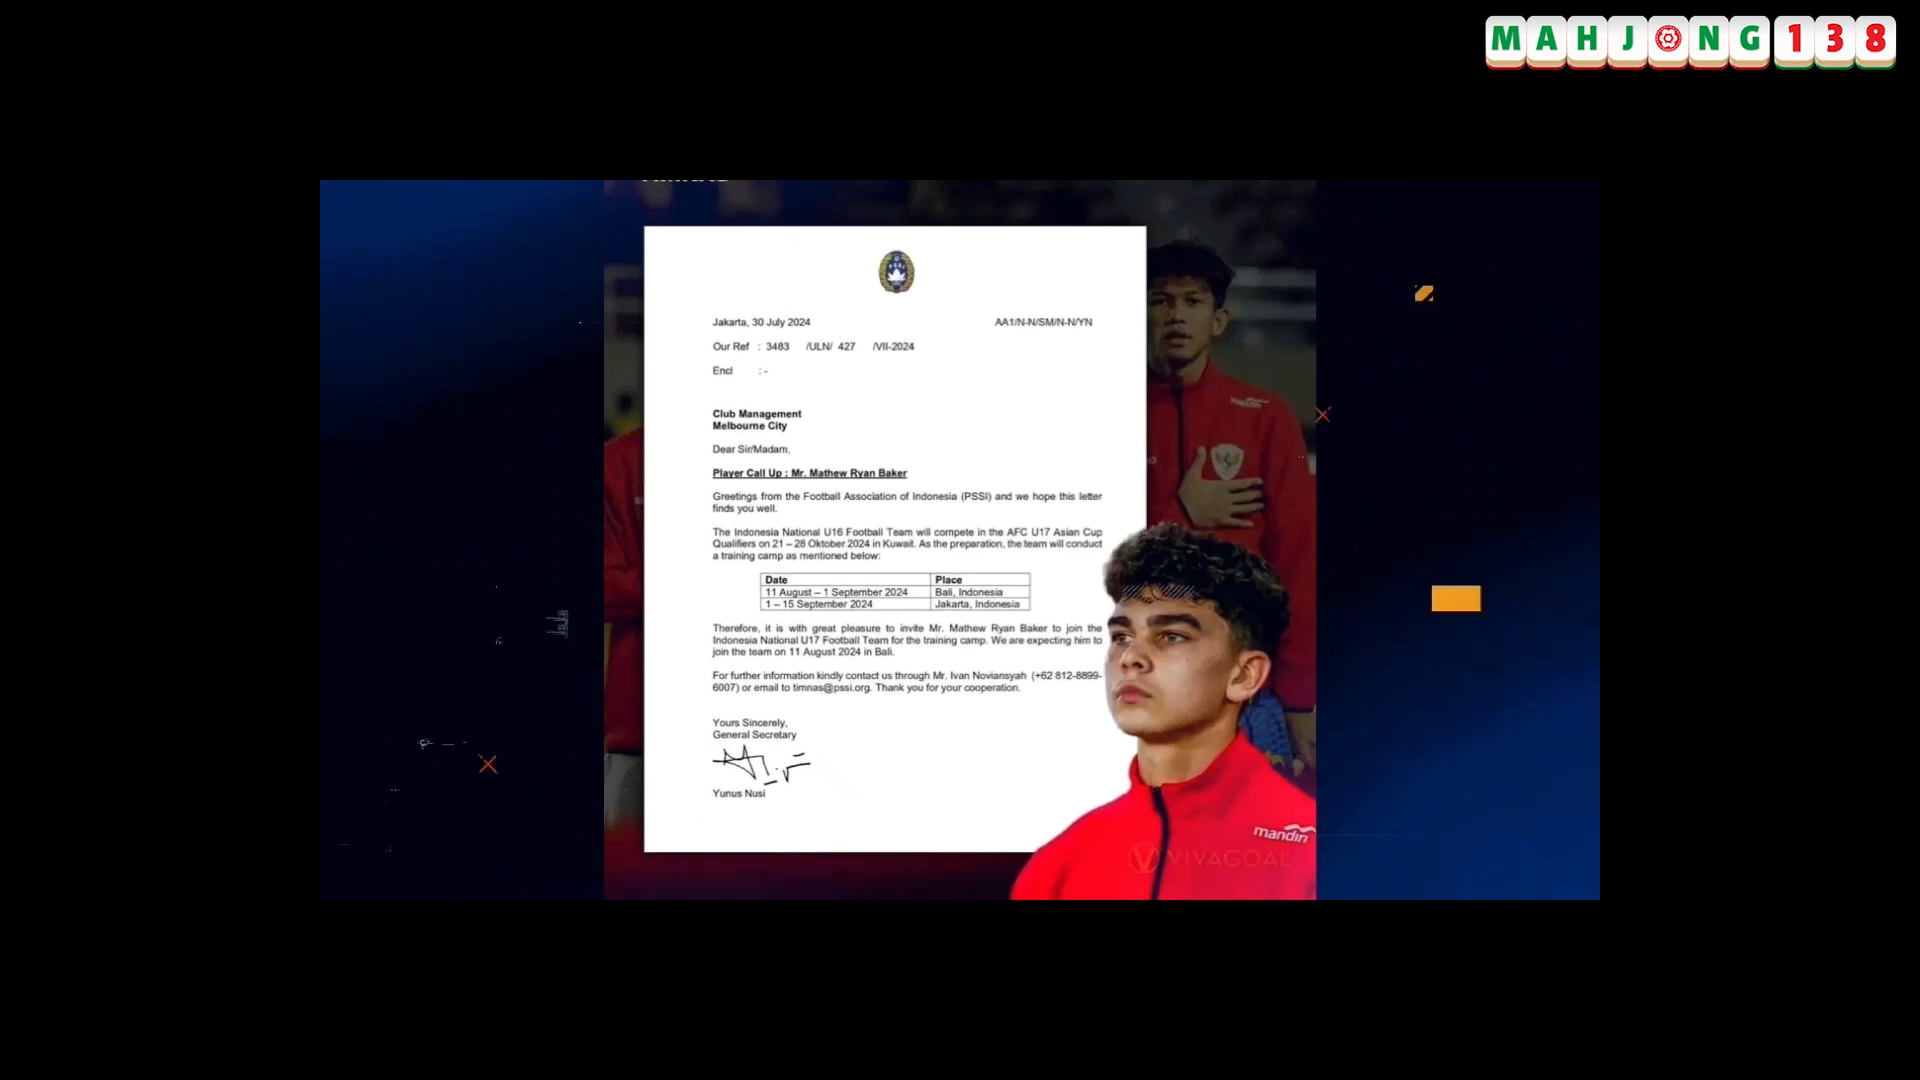 MAHJONG138
Jakarta, 30 July 2024 AA1/N-N/SM/N-N/YN
Our Ref : 3483 /ULN/ 427 /VII-2024
Encl : -
Club Management
Melbourne City
Dear Sir/Madam,
Player Call Up : Mr. Mathew Ryan Baker
Greetings from the Football Association of Indonesia (PSSI) and we hope this letter
finds you well.
The Indonesia National U16 Football Team will compete in the AFC U17 Asian Cup
Qualifiers on 21 – 28 Oktober 2024 in Kuwait. As the preparation, the team will conduct
a training camp as mentioned below:
Date Place
11 August – 1 September 2024 Bali, Indonesia
1 – 15 September 2024 Jakarta, Indonesia
Therefore, it is with great pleasure to invite Mr. Mathew Ryan Baker to join the
Indonesia National U17 Football Team for the training camp. We are expecting him to
join the team on 11 August 2024 in Bali.
For further information kindly contact us through Mr. Ivan Noviansyah (+62 812-8899-
6007) or email to timnas@pssi.org. Thank you for your cooperation.
Yours Sincerely,
General Secretary
Yunus Nusi
mandiri
mandiri
VIVAGOAL